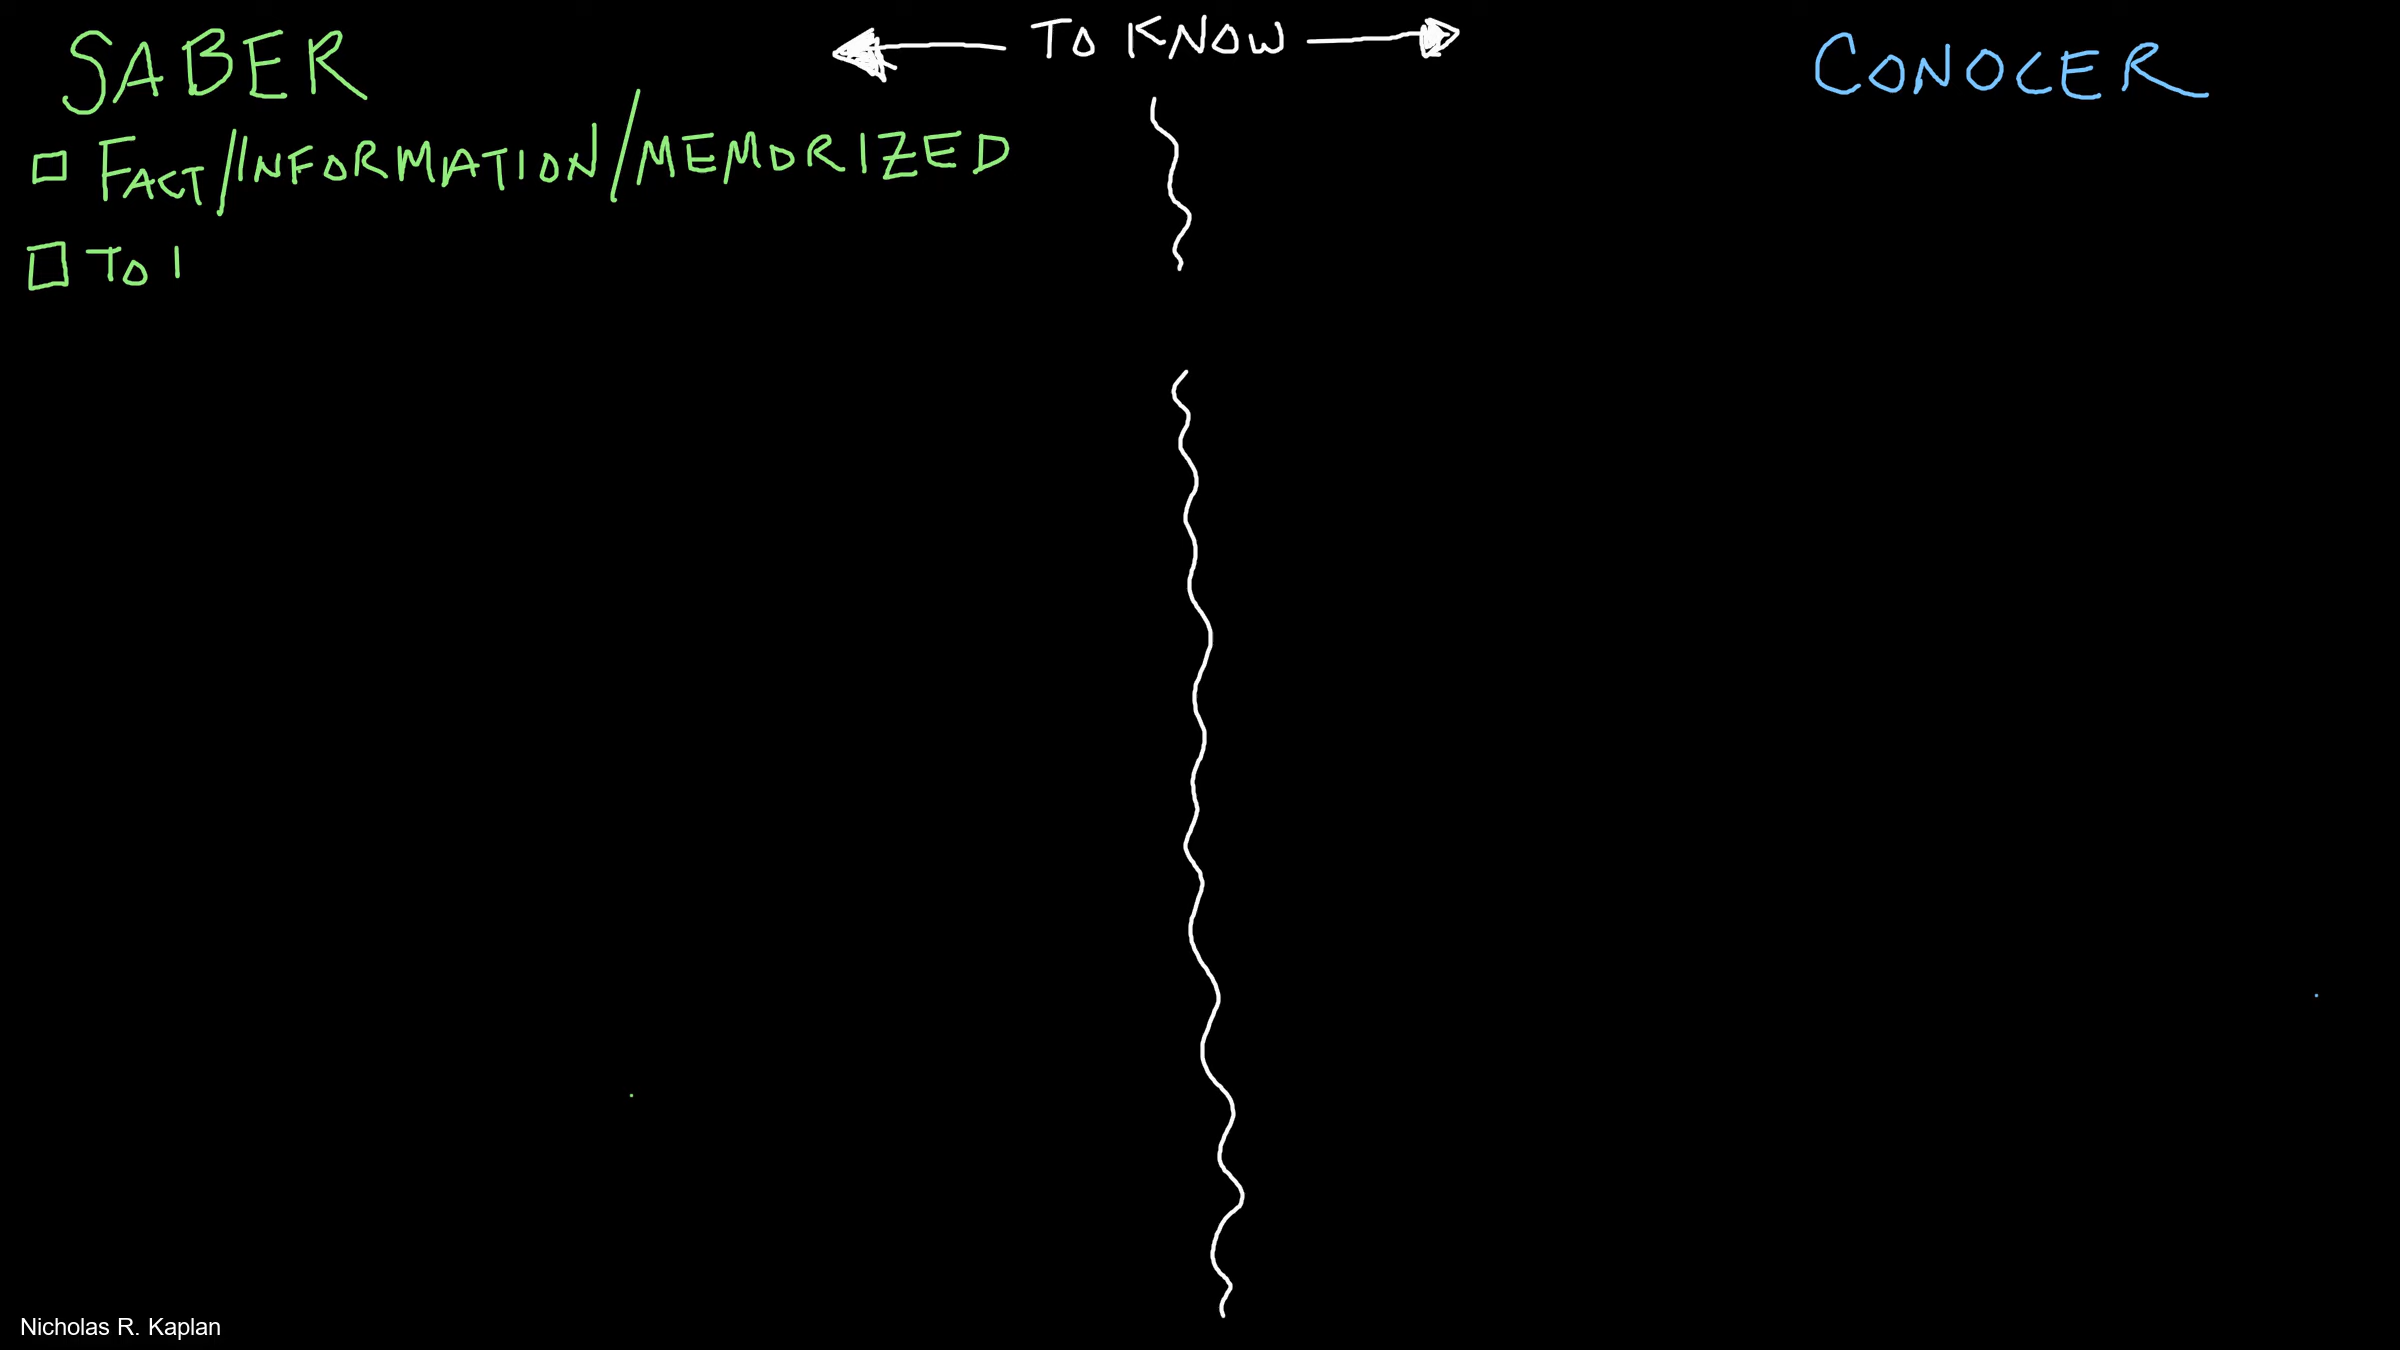 SABER
TO KNOW
CONOCER
FACT/INFORMATION/MEMORIZED
TO
Nicholas R. Kaplan